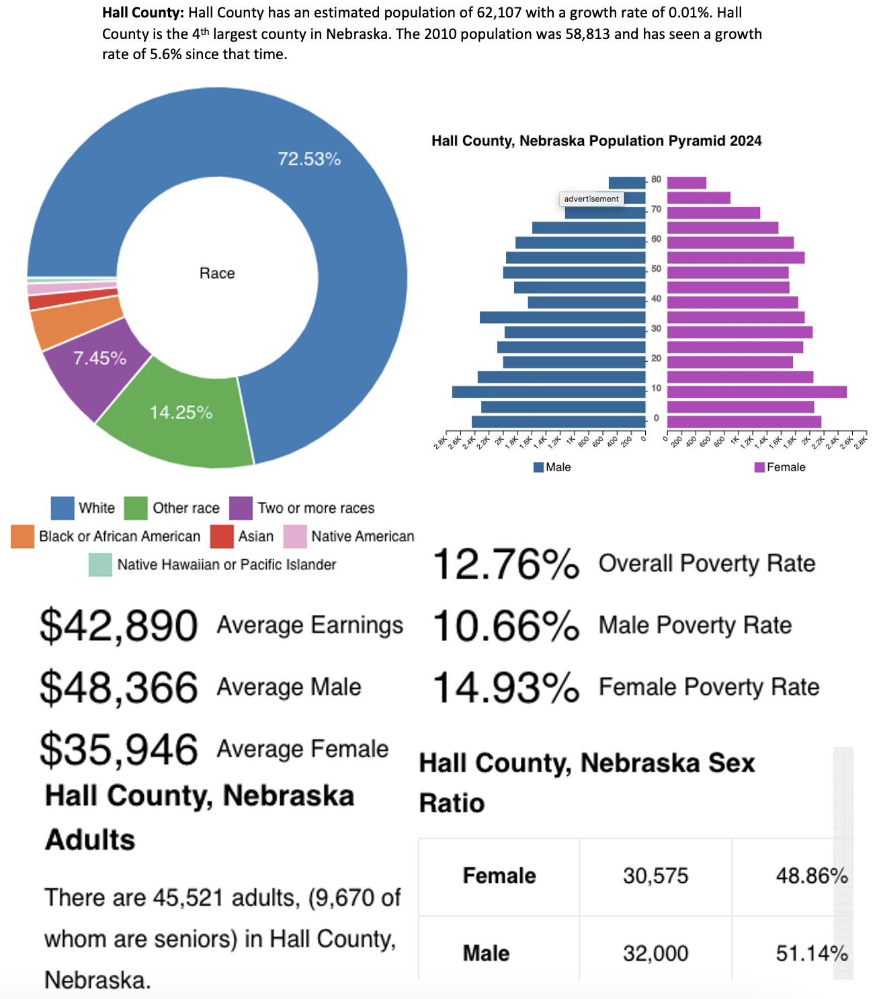 Hall County: Hall County has an estimated population of 62,107 with a growth rate of 0.01%. Hall
County is the 4th largest county in Nebraska. The 2010 population was 58,813 and has seen a growth
rate of 5.6% since that time.
72.53%
Race
7.45%
14.25%
White Other race Two or more races
Black or African American Asian Native American
Native Hawaiian or Pacific Islander
Hall County, Nebraska Population Pyramid 2024
80
advertisement
70
60
50
40
30
20
10
0
2.8K 2.6K 2.4K 2.2K 2K 1.8K 1.6K 1.4K 1.2K 1K 800 600 400 200 0
0 200 400 600 800 1K 1.2K 1.4K 1.6K 1.8K 2K 2.2K 2.4K 2.6K 2.8K
Male
Female
12.76% Overall Poverty Rate
10.66% Male Poverty Rate
14.93% Female Poverty Rate
$42,890 Average Earnings
$48,366 Average Male
$35,946 Average Female
Hall County, Nebraska
Adults
There are 45,521 adults, (9,670 of
whom are seniors) in Hall County,
Nebraska.
Hall County, Nebraska Sex
Ratio
Female 30,575 48.86%
Male 32,000 51.14%